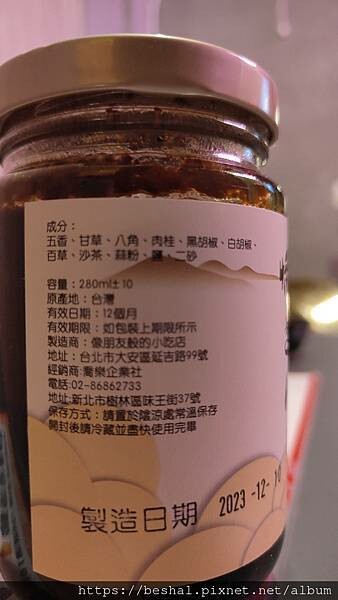 成分：
五香、甘草、八角、肉桂、黑胡椒、白胡椒、
百草、沙茶、蒜粉、鹽、二砂
容量：280ml±10
原產地：台灣
有效日期：12個月
有效期限：如包裝上期限所示
製造商：像朋友般的小吃店
地址：台北市大安區延吉路99號
經銷商:喬樂企業社
電話:02-86862733
地址:新北市樹林區味王街37號
保存方式：請置於陰涼處常溫保存
開封後請冷藏並盡快使用完畢
製造日期 2023 -12- 10
https://beshal.pixnet.net/album